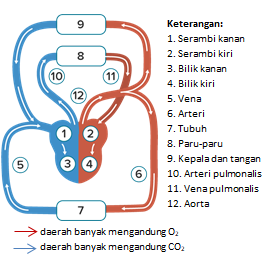 9
8
10
11
12
1
2
3
4
5
6
7
Keterangan:
1. Serambi kanan
2. Serambi kiri
3. Bilik kanan
4. Bilik kiri
5. Vena
6. Arteri
7. Tubuh
8. Paru-paru
9. Kepala dan tangan
10. Arteri pulmonalis
11. Vena pulmonalis
12. Aorta
daerah banyak mengandung O₂
daerah banyak mengandung CO₂